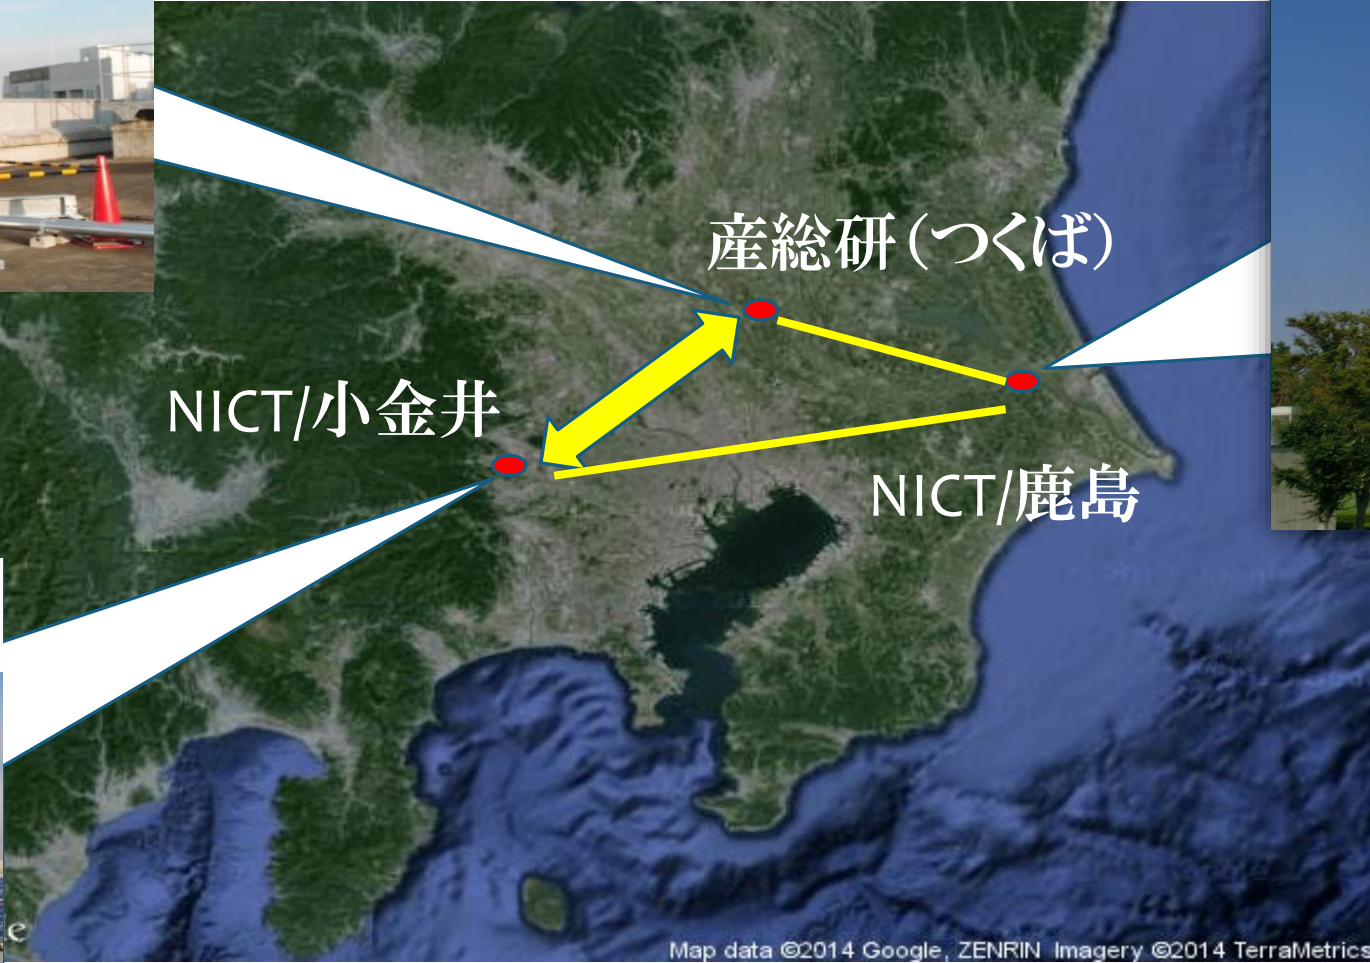 産総研（つくば）
NICT/小金井
NICT/鹿島
e
Map data ©2014 Google, ZENRIN Imagery ©2014 TerraMetrics